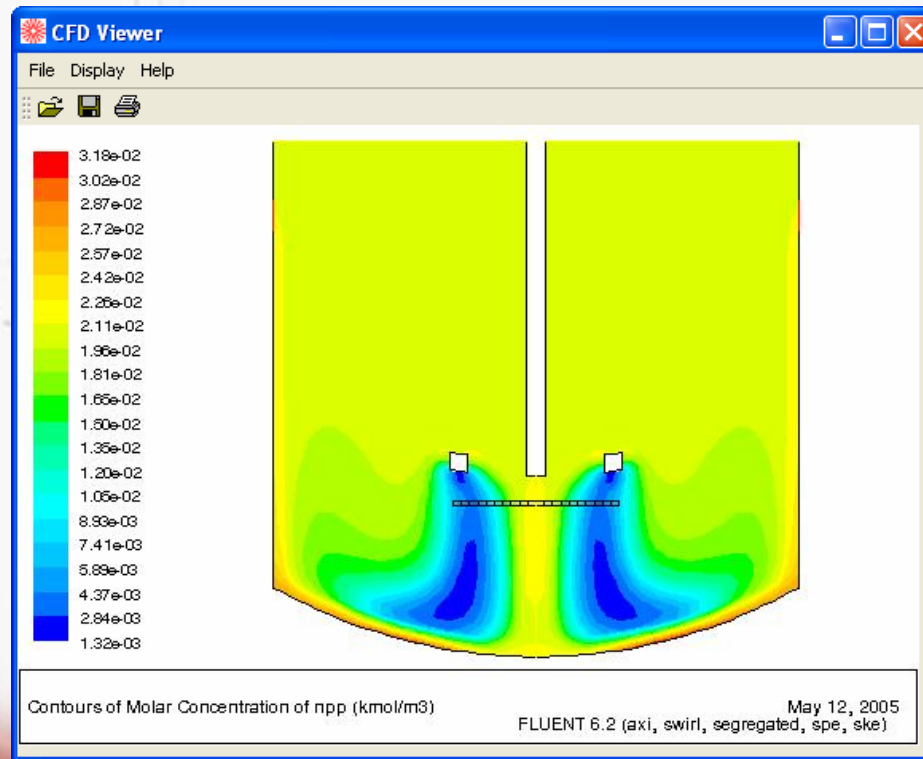 CFD Viewer
File Display Help
3.18e-02
3.02e-02
2.87e-02
2.72e-02
2.57e-02
2.42e-02
2.26e-02
2.11e-02
1.96e-02
1.81e-02
1.65e-02
1.50e-02
1.35e-02
1.20e-02
1.05e-02
8.93e-03
7.41e-03
5.89e-03
4.37e-03
2.84e-03
1.32e-03
Contours of Molar Concentration of npp (kmol/m3)
May 12, 2005
FLUENT 6.2 (axi, swirl, segregated, spe, ske)